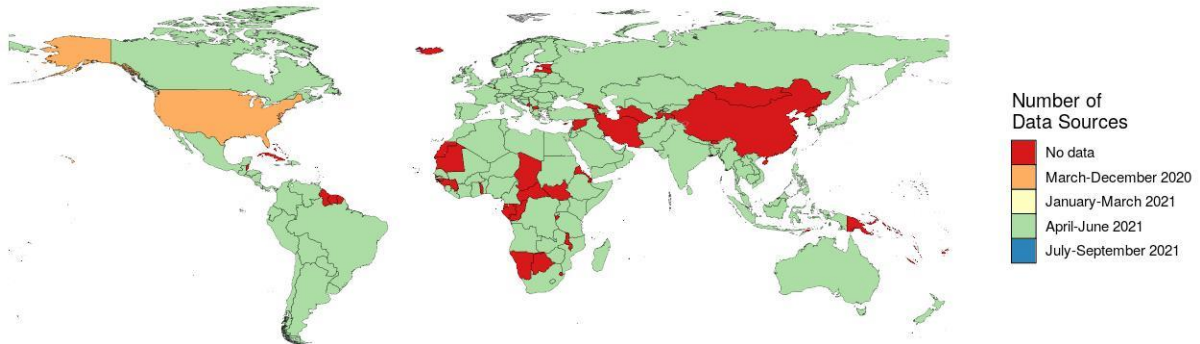 Number of
Data Sources
No data
March-December 2020
January-March 2021
April-June 2021
July-September 2021